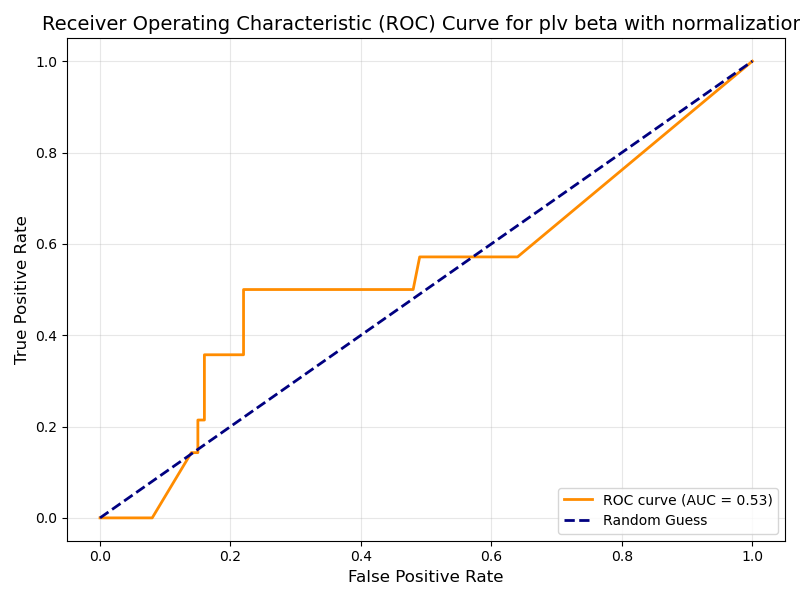 Receiver Operating Characteristic (ROC) Curve for plv beta with normalization
1.0
0.8
0.6
0.4
0.2
0.0
True Positive Rate
0.0 0.2 0.4 0.6 0.8 1.0
False Positive Rate
ROC curve (AUC = 0.53)
Random Guess